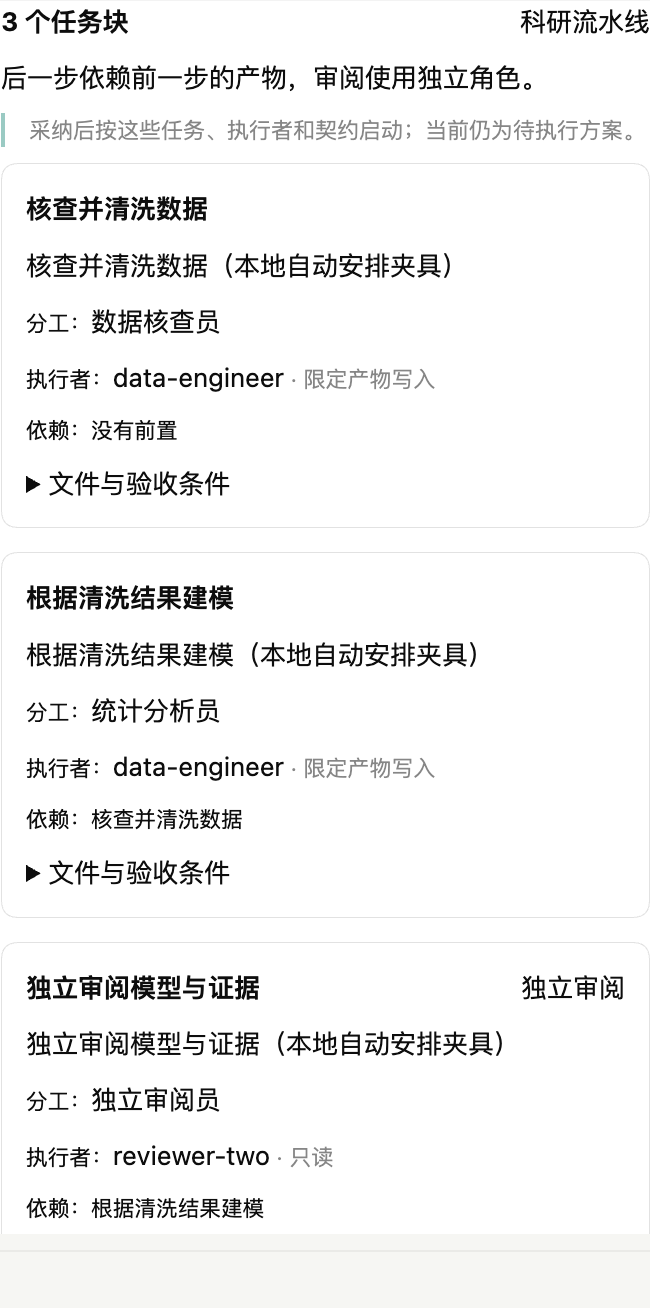 3 个任务块 科研流水线
后一步依赖前一步的产物，审阅使用独立角色。
采纳后按这些任务、执行者和契约启动；当前仍为待执行方案。
核查并清洗数据
核查并清洗数据（本地自动安排夹具）
分工：数据核查员
执行者：data-engineer · 限定产物写入
依赖：没有前置
▶ 文件与验收条件
根据清洗结果建模
根据清洗结果建模（本地自动安排夹具）
分工：统计分析员
执行者：data-engineer · 限定产物写入
依赖：核查并清洗数据
▶ 文件与验收条件
独立审阅模型与证据 独立审阅
独立审阅模型与证据（本地自动安排夹具）
分工：独立审阅员
执行者：reviewer-two · 只读
依赖：根据清洗结果建模